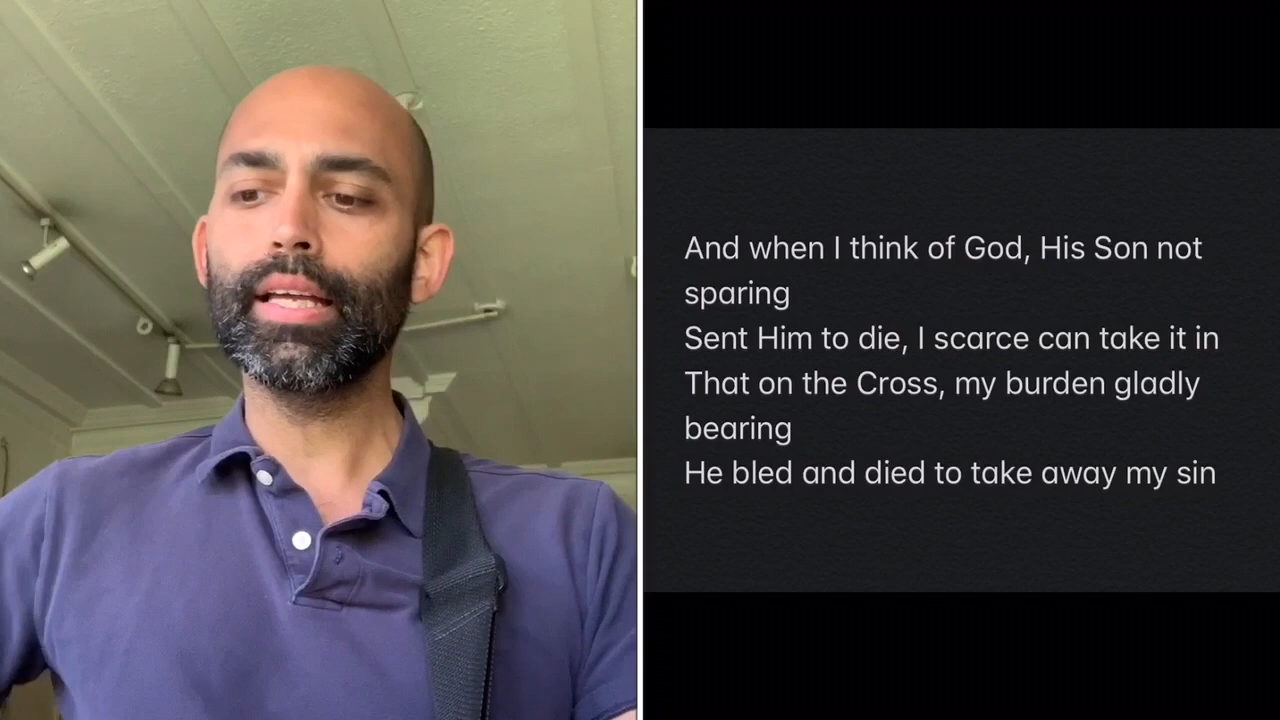 And when I think of God, His Son not
sparing
Sent Him to die, I scarce can take it in
That on the Cross, my burden gladly
bearing
He bled and died to take away my sin